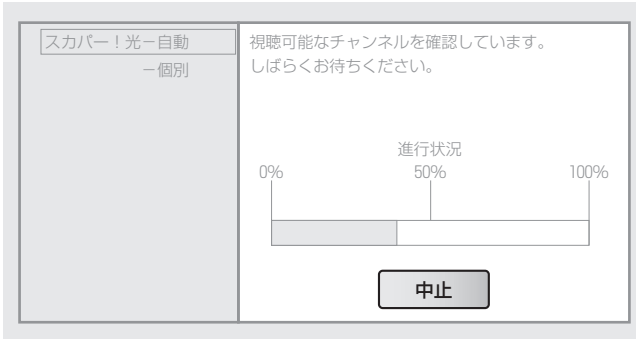 スカパー！光－自動
－個別
視聴可能なチャンネルを確認しています。
しばらくお待ちください。
進行状況
0% 50% 100%
中止